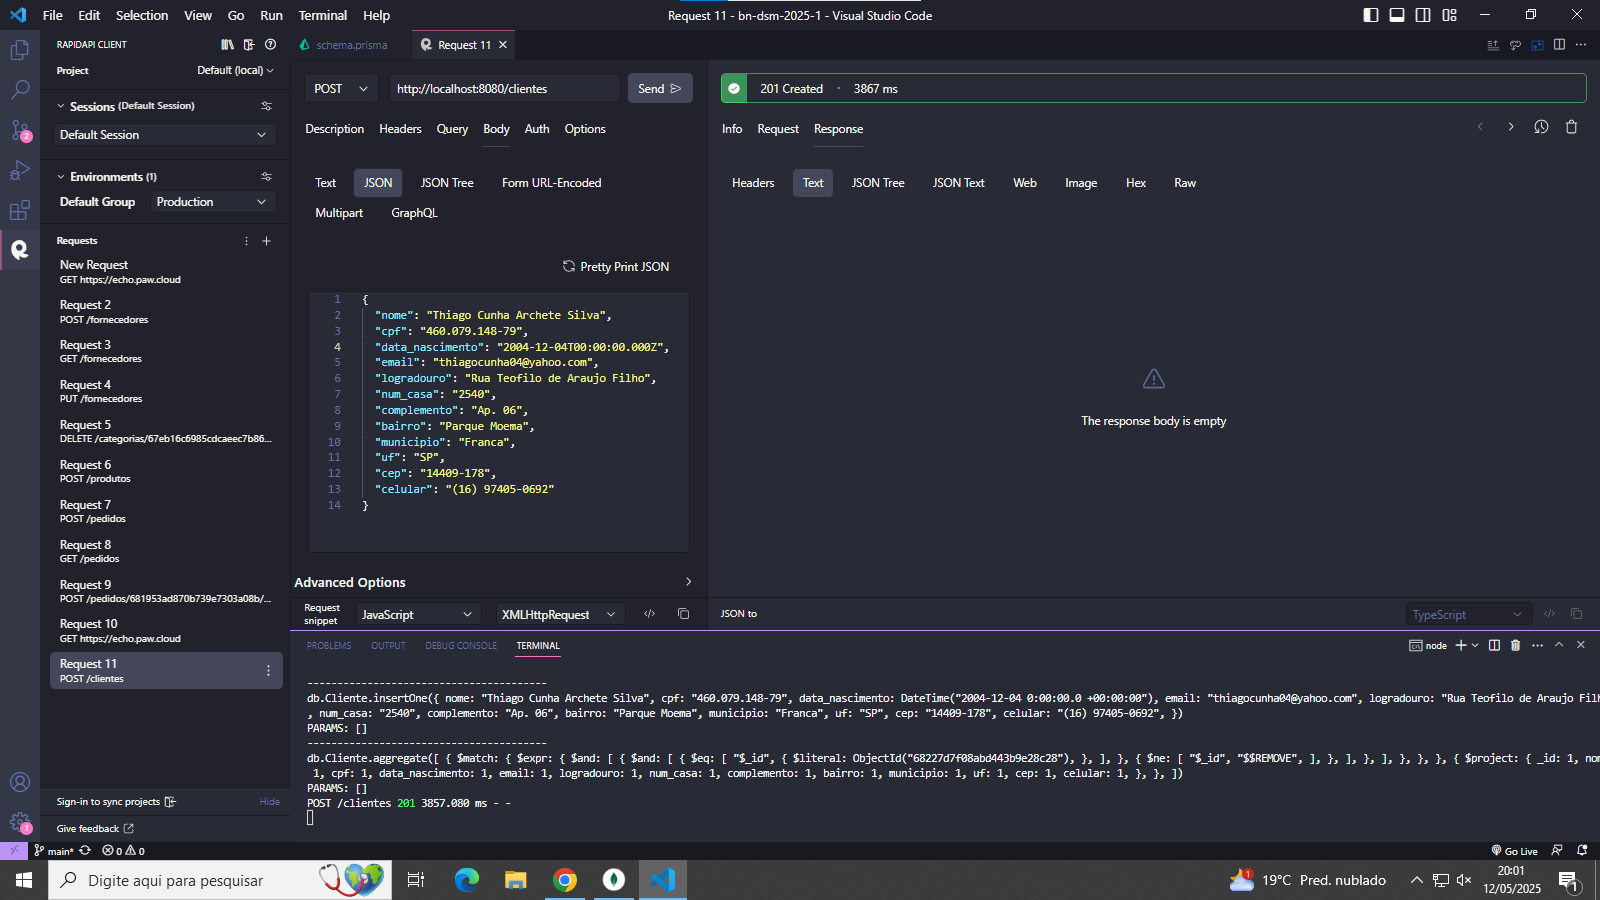 File Edit Selection View Go Run Terminal Help
Request 11 - bn-dsm-2025-1 - Visual Studio Code
RAPIDAPI CLIENT
Project
Default (local)
Sessions (Default Session)
Default Session
Environments (1)
Default Group
Production
Requests
New Request
GET https://echo.paw.cloud
Request 2
POST /fornecedores
Request 3
GET /fornecedores
Request 4
PUT /fornecedores
Request 5
DELETE /categorias/67eb16c6985cdcaeec7b86...
Request 6
POST /produtos
Request 7
POST /pedidos
Request 8
GET /pedidos
Request 9
POST /pedidos/681953ad870b739e7303a08b/...
Request 10
GET https://echo.paw.cloud
Request 11
POST /clientes
Sign-in to sync projects
Hide
Give feedback
2
1
schema.prisma
Request 11
POST
http://localhost:8080/clientes
Send
Description Headers Query Body Auth Options
Text JSON JSON Tree Form URL-Encoded
Multipart GraphQL
Pretty Print JSON
1 {
2 "nome": "Thiago Cunha Archete Silva",
3 "cpf": "460.079.148-79",
4 "data_nascimento": "2004-12-04T00:00:00.000Z",
5 "email": "thiagocunha04@yahoo.com",
6 "logradouro": "Rua Teofilo de Araujo Filho",
7 "num_casa": "2540",
8 "complemento": "Ap. 06",
9 "bairro": "Parque Moema",
10 "municipio": "Franca",
11 "uf": "SP",
12 "cep": "14409-178",
13 "celular": "(16) 97405-0692"
14 }
Advanced Options
Request snippet
JavaScript
XMLHttpRequest
201 Created · 3867 ms
Info Request Response
Headers Text JSON Tree JSON Text Web Image Hex Raw
The response body is empty
JSON to
TypeScript
PROBLEMS OUTPUT DEBUG CONSOLE TERMINAL
node
----------------------------------------
db.Cliente.insertOne({ nome: "Thiago Cunha Archete Silva", cpf: "460.079.148-79", data_nascimento: DateTime("2004-12-04 0:00:00.0 +00:00:00"), email: "thiagocunha04@yahoo.com", logradouro: "Rua Teofilo de Araujo Filh
, num_casa: "2540", complemento: "Ap. 06", bairro: "Parque Moema", municipio: "Franca", uf: "SP", cep: "14409-178", celular: "(16) 97405-0692", })
PARAMS: []
----------------------------------------
db.Cliente.aggregate([ { $match: { $expr: { $and: [ { $and: [ { $eq: [ "$_id", { $literal: ObjectId("68227d7f08abd443b9e28c28"), }, ], }, { $ne: [ "$_id", "$$REMOVE", ], }, ], }, ], }, }, }, { $project: { _id: 1, nom
1, cpf: 1, data_nascimento: 1, email: 1, logradouro: 1, num_casa: 1, complemento: 1, bairro: 1, municipio: 1, uf: 1, cep: 1, celular: 1, }, }, ])
PARAMS: []
POST /clientes 201 3857.080 ms - -
main*
0 0
Go Live
Digite aqui para pesquisar
1
19°C Pred. nublado
20:01
12/05/2025
1